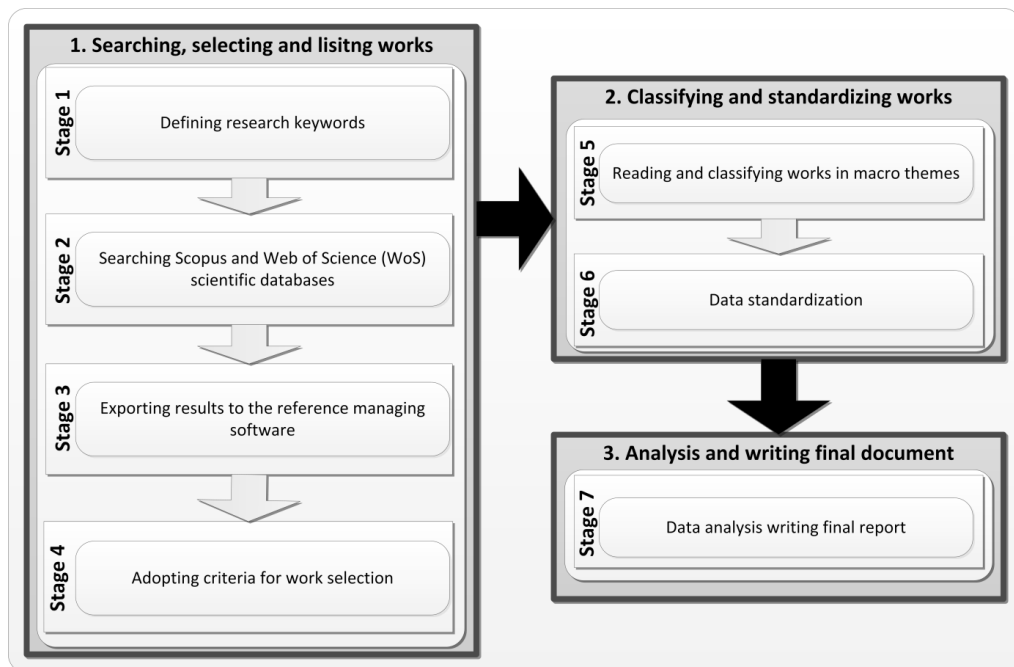 1. Searching, selecting and lisitng works
Stage 1
Defining research keywords
Stage 2
Searching Scopus and Web of Science (WoS)
scientific databases
Stage 3
Exporting results to the reference managing
software
Stage 4
Adopting criteria for work selection
2. Classifying and standardizing works
Stage 5
Reading and classifying works in macro themes
Stage 6
Data standardization
3. Analysis and writing final document
Stage 7
Data analysis writing final report